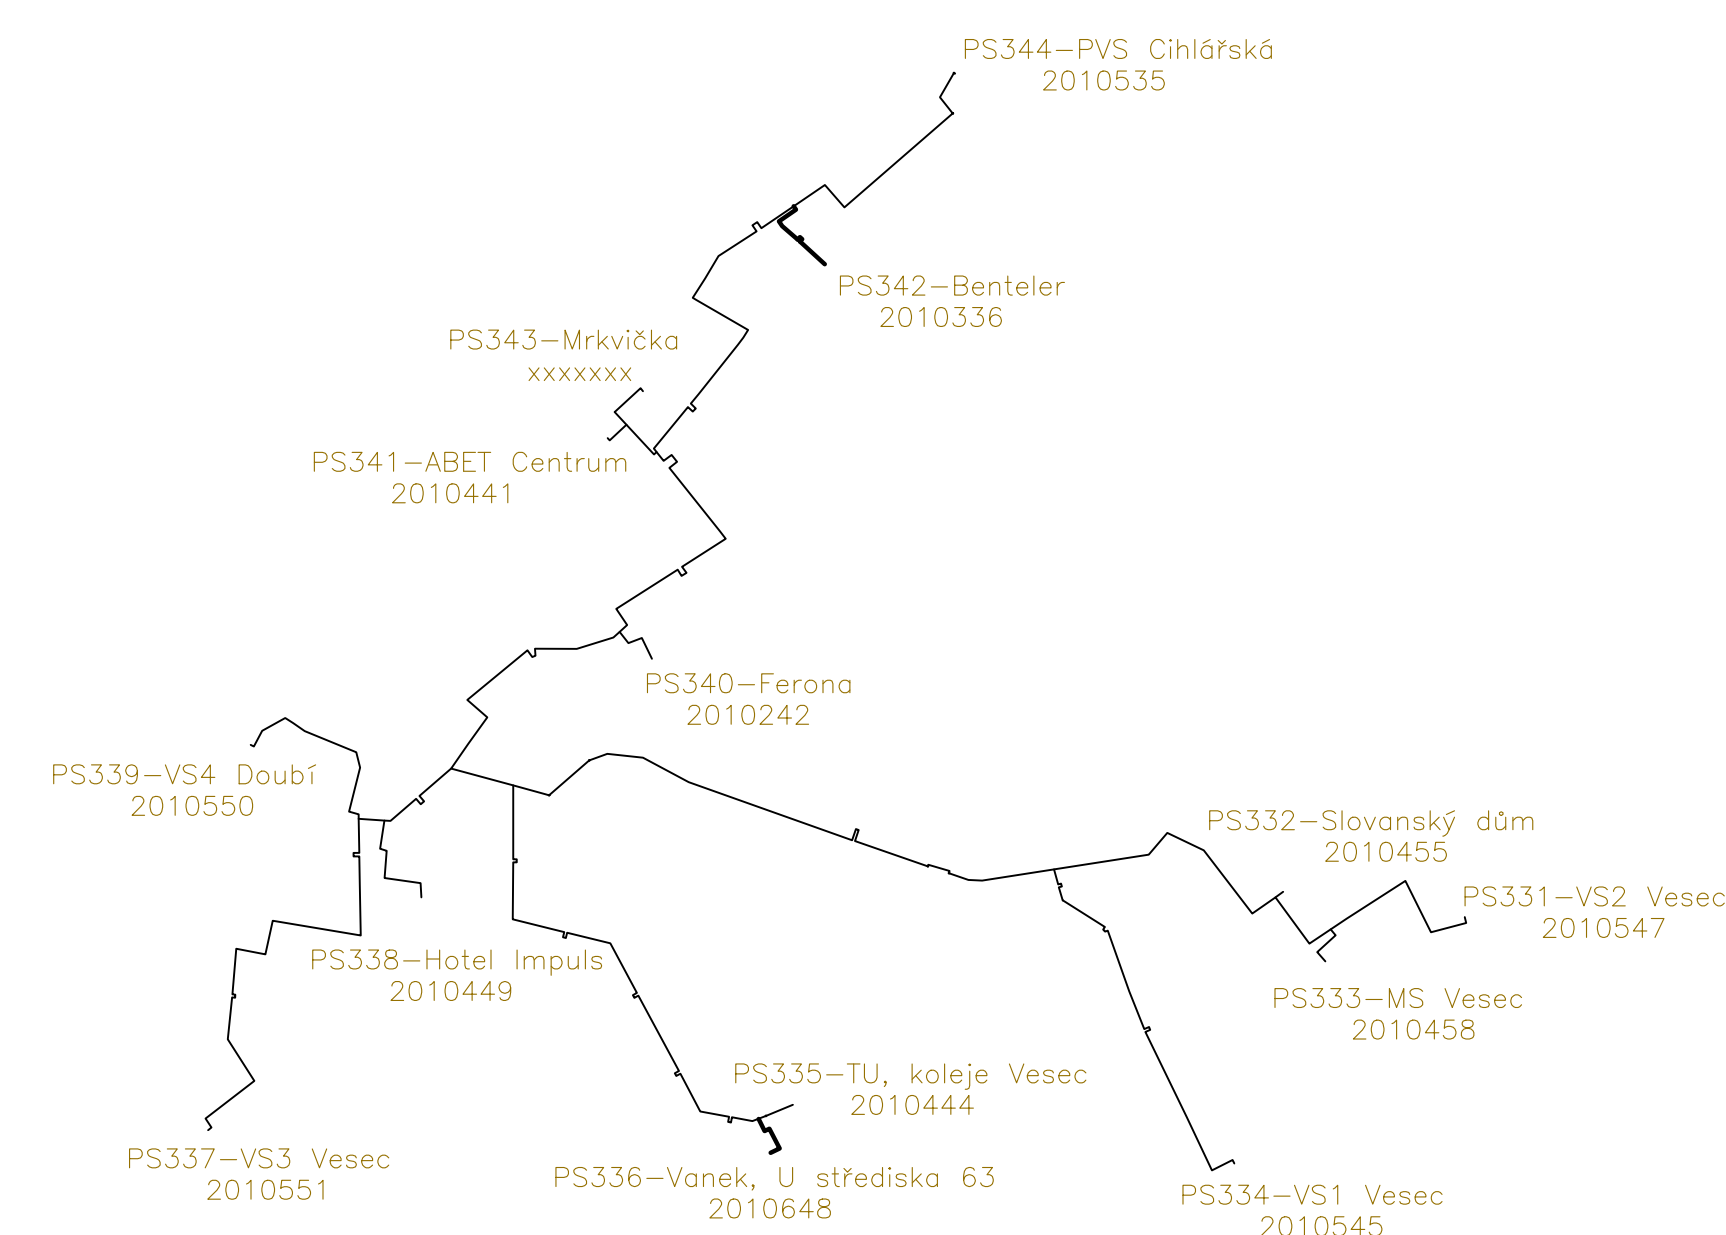 PS344-PVS Cihlářská
2010535
PS342-Benteler
2010336
PS343-Mrkvička
xxxxxxx
PS341-ABET Centrum
2010441
PS340-Ferona
2010242
PS339-VS4 Doubí
2010550
PS332-Slovanský dům
2010455
PS331-VS2 Vesec
2010547
PS338-Hotel Impuls
2010449
PS333-MS Vesec
2010458
PS335-TU, koleje Vesec
2010444
PS337-VS3 Vesec
2010551
PS336-Vanek, U střediska 63
2010648
PS334-VS1 Vesec
2010545